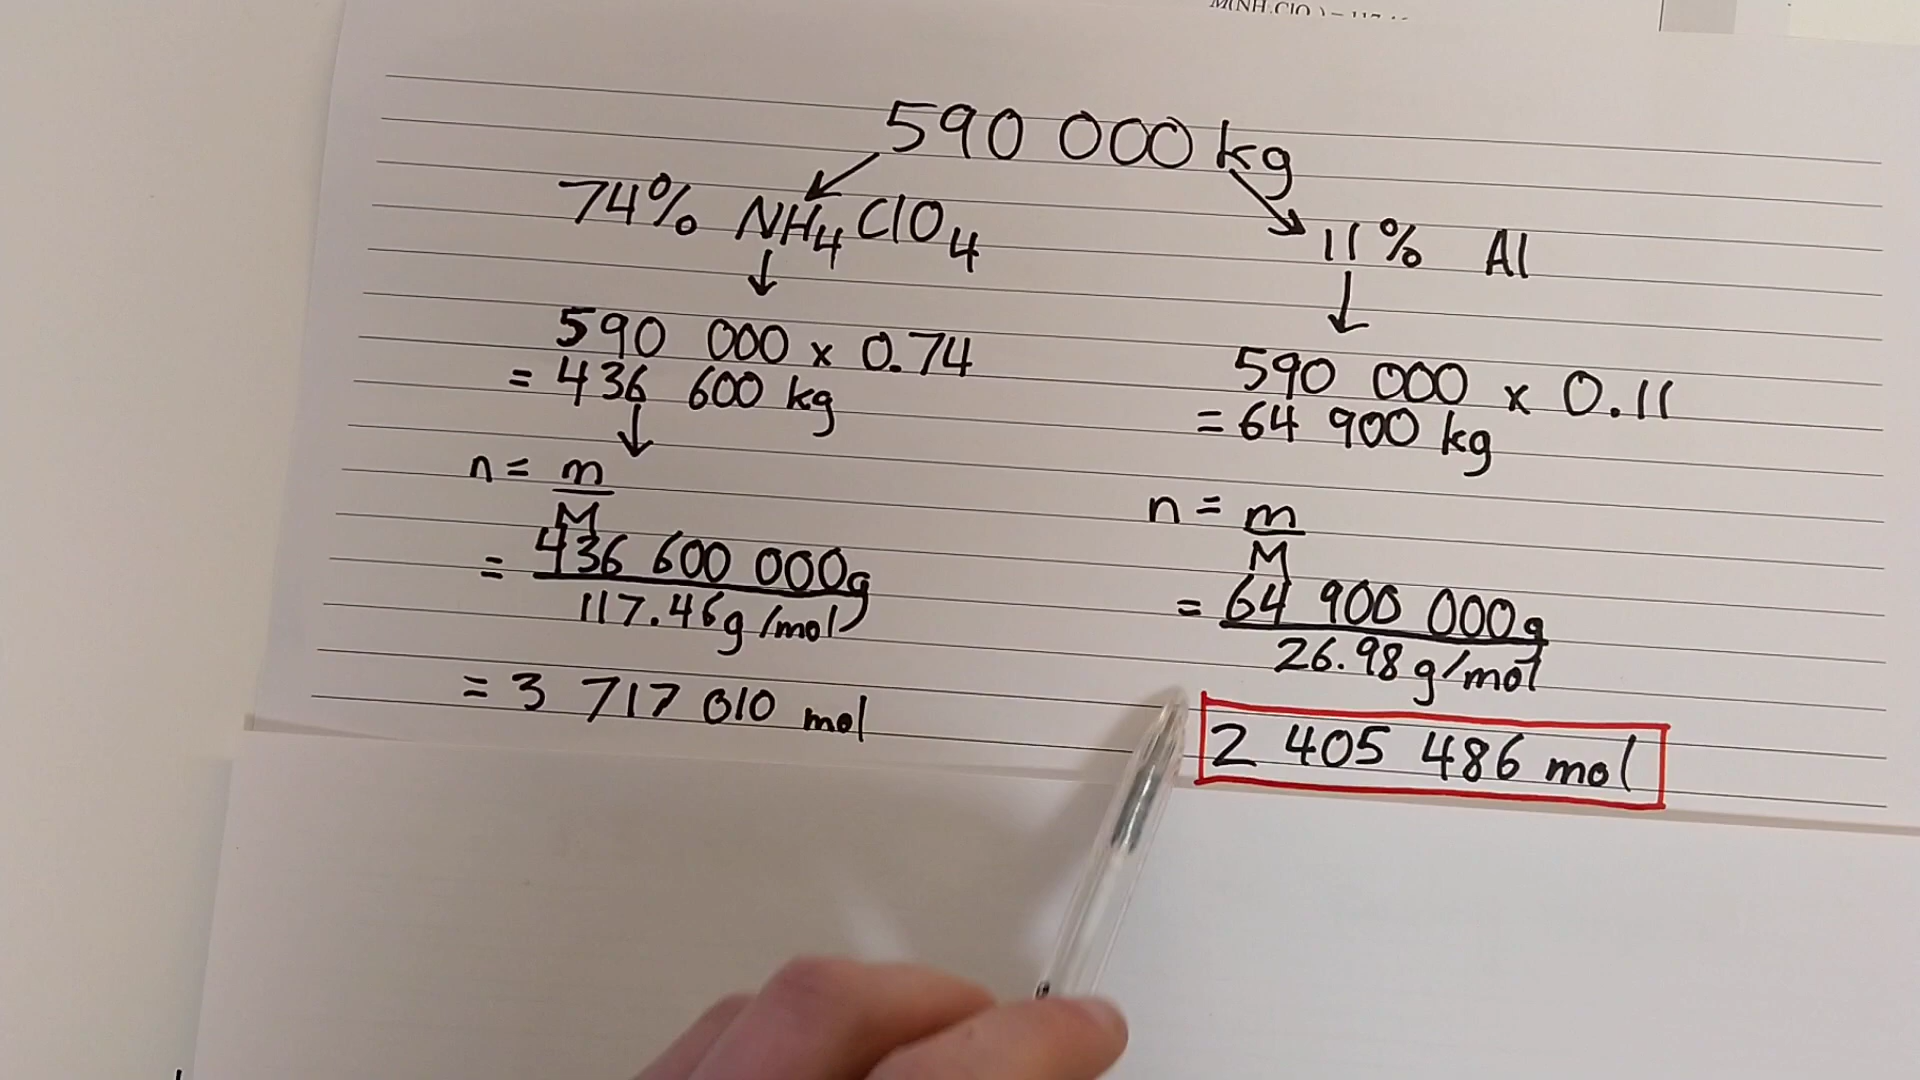 590 000 kg
74% NH4ClO4
590 000 x 0.74
= 436 600 kg
n = m
M
= 436 600 000g
117.46g/mol
= 3 717 010 mol
11% Al
590 000 x 0.11
= 64 900 kg
n = m
M
= 64 900 000g
26.98g/mol
2 405 486 mol